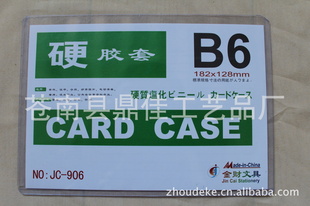 硬胶套
B6
182x128mm
硬質塩化ビニール カードケース
苍南县鼎佳工艺品厂
CARD CASE
NO: JC-906
Made-in-China
金财文具
Jin Cai Stationery
zhoudeke.1688.com